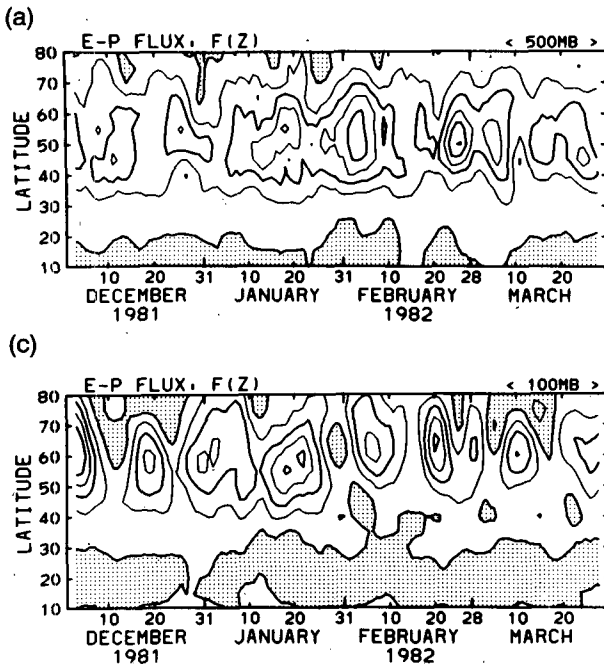 (a)
E-P FLUX: F(Z) < 500MB >
80
70
60
50
40
30
20
10
LATITUDE
10 20 31 10 20 31 10 20 28 10 20
DECEMBER JANUARY FEBRUARY MARCH
1981 1982
(c)
E-P FLUX: F(Z) < 100MB >
80
70
60
50
40
30
20
10
LATITUDE
10 20 31 10 20 31 10 20 28 10 20
DECEMBER JANUARY FEBRUARY MARCH
1981 1982